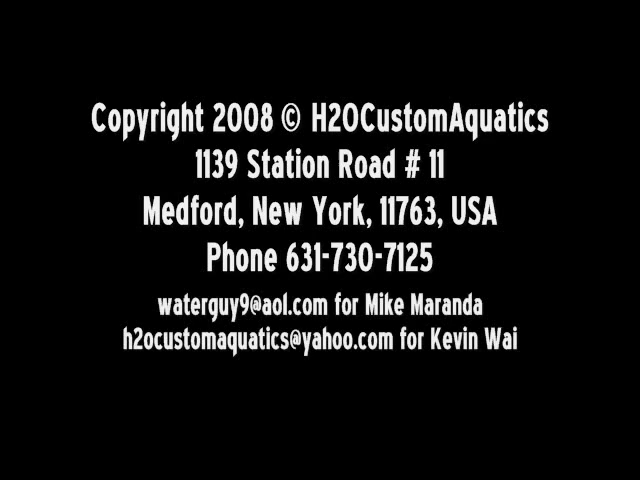 Copyright 2008 © H2OCustomAquatics
1139 Station Road # 11
Medford, New York, 11763, USA
Phone 631-730-7125
waterguy9@aol.com for Mike Maranda
h2ocustomaquatics@yahoo.com for Kevin Wai